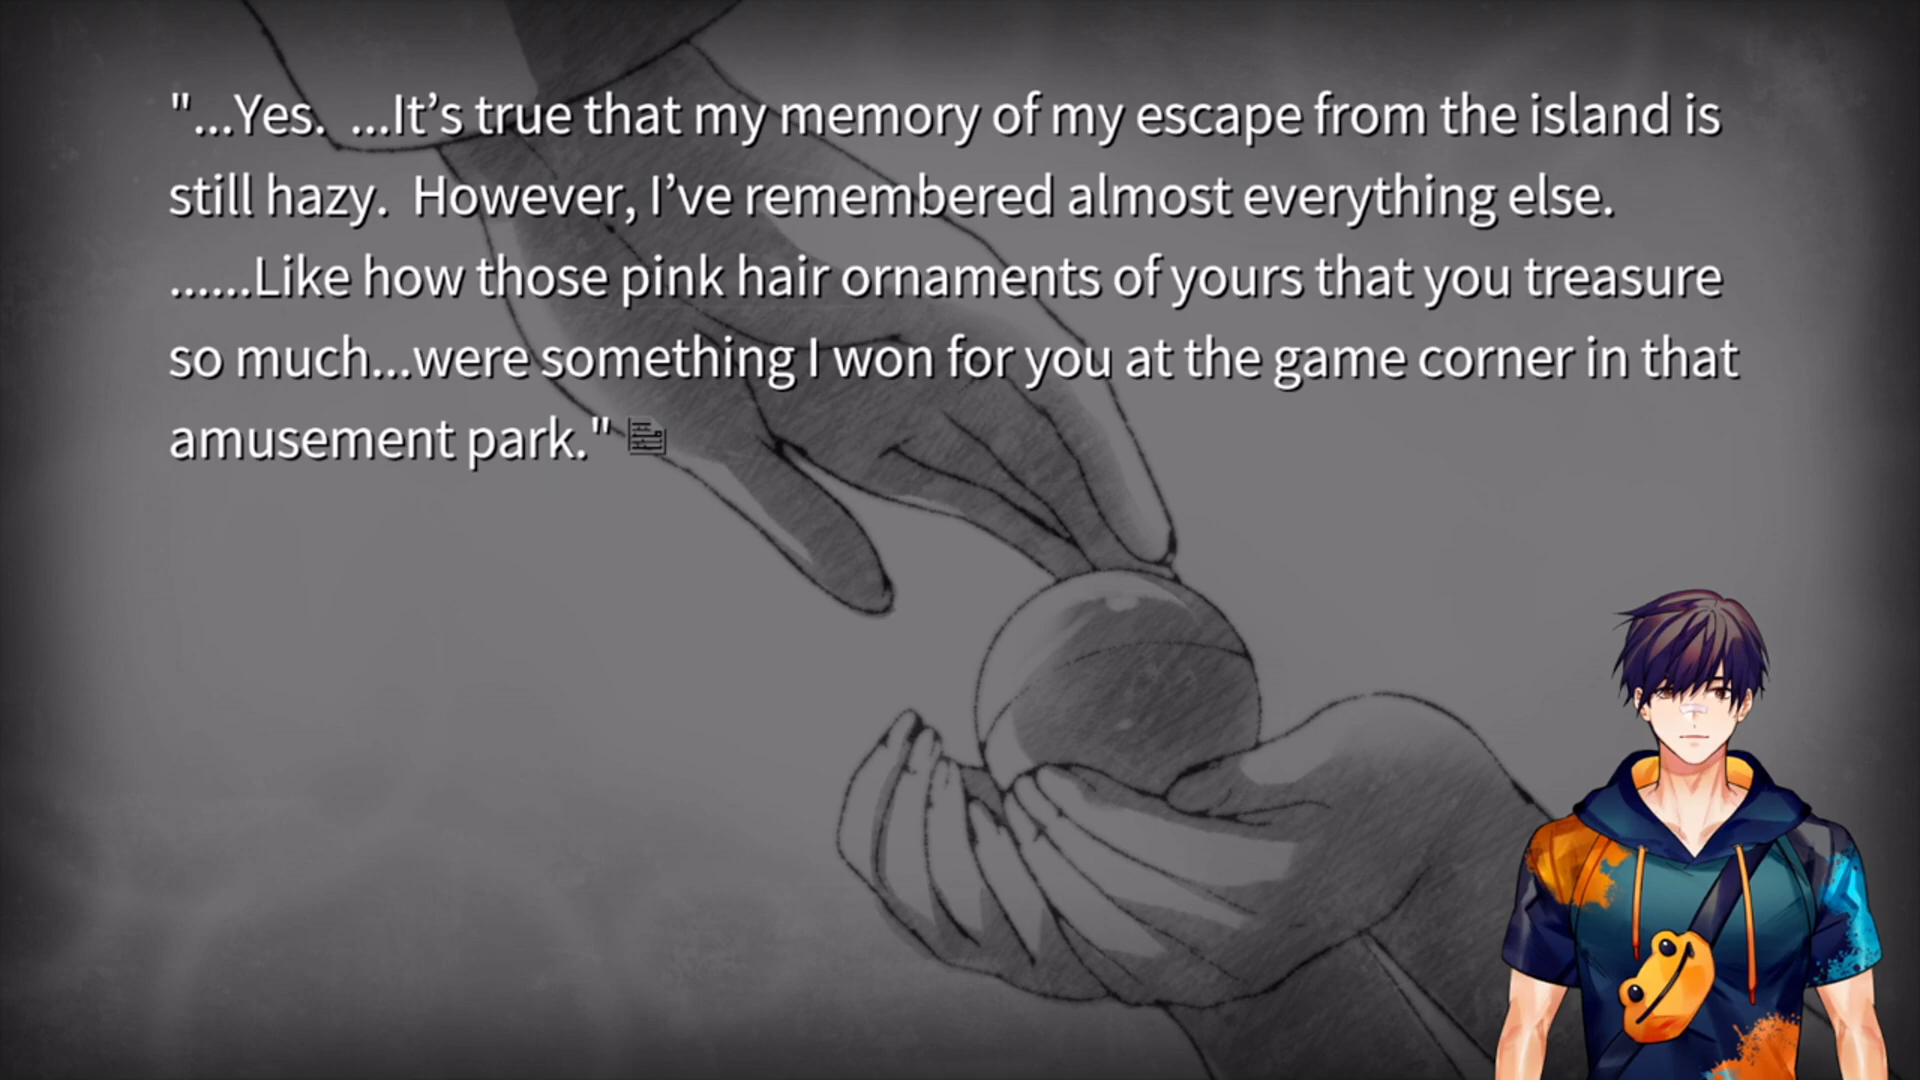 "...Yes.  ...It’s true that my memory of my escape from the island is
still hazy.  However, I’ve remembered almost everything else.
......Like how those pink hair ornaments of yours that you treasure
so much...were something I won for you at the game corner in that
amusement park."